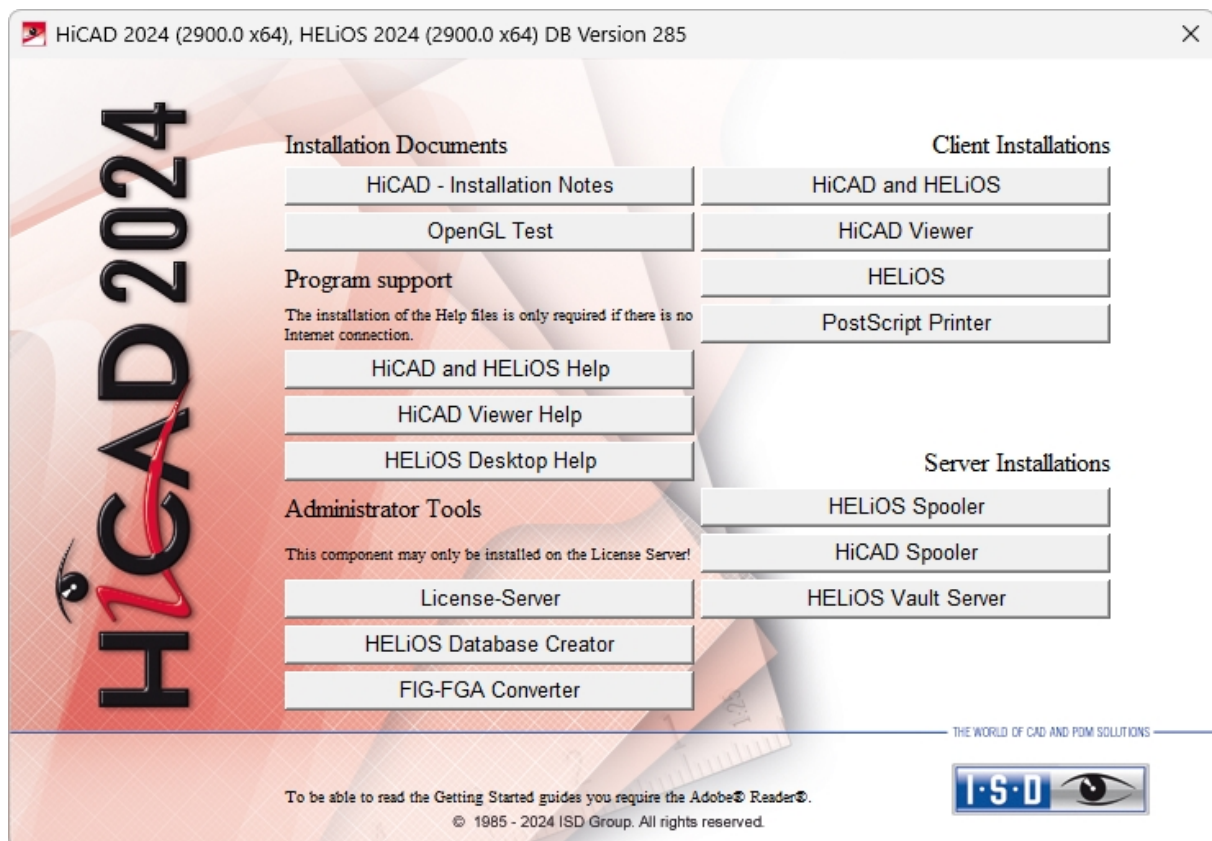 HiCAD 2024 (2900.0 x64), HELiOS 2024 (2900.0 x64) DB Version 285
HiCAD 2024
Installation Documents
HiCAD - Installation Notes
OpenGL Test
Program support
The installation of the Help files is only required if there is no
Internet connection.
HiCAD and HELiOS Help
HiCAD Viewer Help
HELiOS Desktop Help
Administrator Tools
This component may only be installed on the License Server!
License-Server
HELiOS Database Creator
FIG-FGA Converter
Client Installations
HiCAD and HELiOS
HiCAD Viewer
HELiOS
PostScript Printer
Server Installations
HELiOS Spooler
HiCAD Spooler
HELiOS Vault Server
THE WORLD OF CAD AND PDM SOLUTIONS
I·S·D
To be able to read the Getting Started guides you require the Adobe® Reader®.
© 1985 - 2024 ISD Group. All rights reserved.